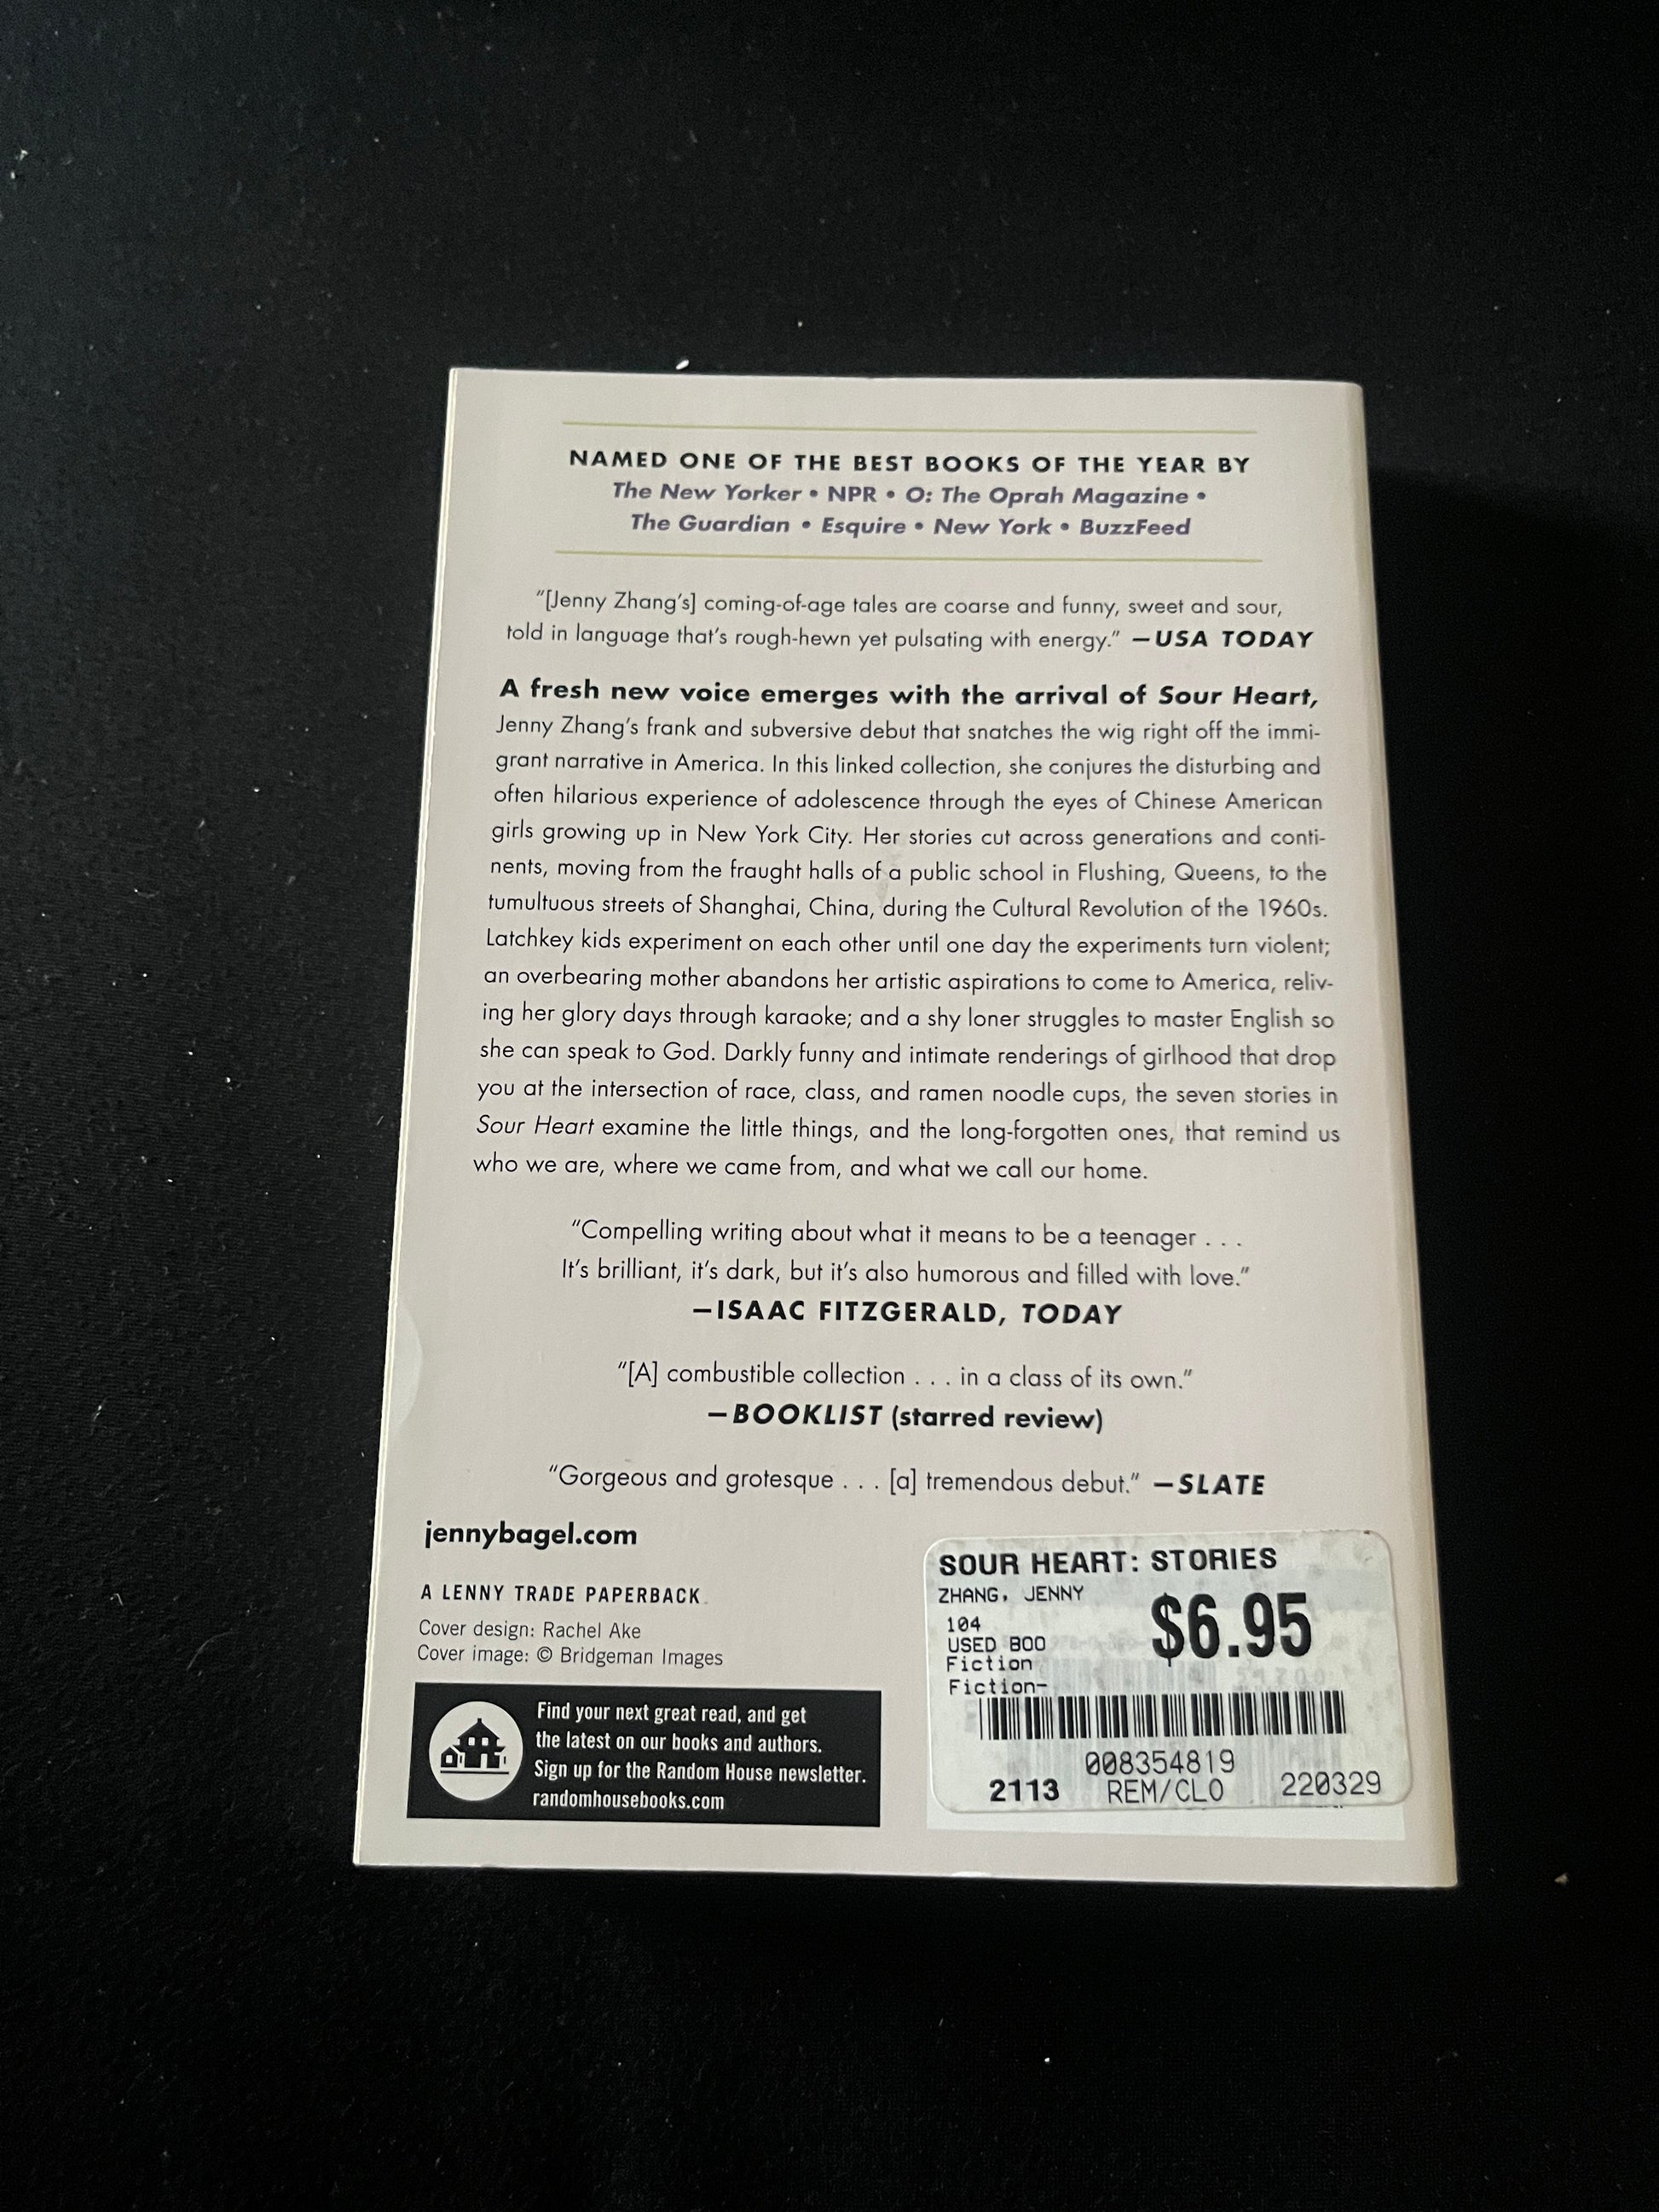 NAMED ONE OF THE BEST BOOKS OF THE YEAR BY
The New Yorker • NPR • O: The Oprah Magazine •
The Guardian • Esquire • New York • BuzzFeed
“[Jenny Zhang’s] coming-of-age tales are coarse and funny, sweet and sour,
told in language that’s rough-hewn yet pulsating with energy.” —USA TODAY
A fresh new voice emerges with the arrival of Sour Heart,
Jenny Zhang’s frank and subversive debut that snatches the wig right off the immi-
grant narrative in America. In this linked collection, she conjures the disturbing and
often hilarious experience of adolescence through the eyes of Chinese American
girls growing up in New York City. Her stories cut across generations and conti-
nents, moving from the fraught halls of a public school in Flushing, Queens, to the
tumultuous streets of Shanghai, China, during the Cultural Revolution of the 1960s.
Latchkey kids experiment on each other until one day the experiments turn violent;
an overbearing mother abandons her artistic aspirations to come to America, reliv-
ing her glory days through karaoke; and a shy loner struggles to master English so
she can speak to God. Darkly funny and intimate renderings of girlhood that drop
you at the intersection of race, class, and ramen noodle cups, the seven stories in
Sour Heart examine the little things, and the long-forgotten ones, that remind us
who we are, where we came from, and what we call our home.
“Compelling writing about what it means to be a teenager . . .
It’s brilliant, it’s dark, but it’s also humorous and filled with love.”
—ISAAC FITZGERALD, TODAY
“[A] combustible collection . . . in a class of its own.”
—BOOKLIST (starred review)
“Gorgeous and grotesque . . . [a] tremendous debut.” —SLATE
jennybagel.com
A LENNY TRADE PAPERBACK
Cover design: Rachel Ake
Cover image: © Bridgeman Images
Find your next great read, and get
the latest on our books and authors.
Sign up for the Random House newsletter.
randomhousebooks.com
SOUR HEART: STORIES
ZHANG, JENNY
$6.95
104
USED BOO
Fiction
Fiction-
008354819
2113 REM/CLO 220329